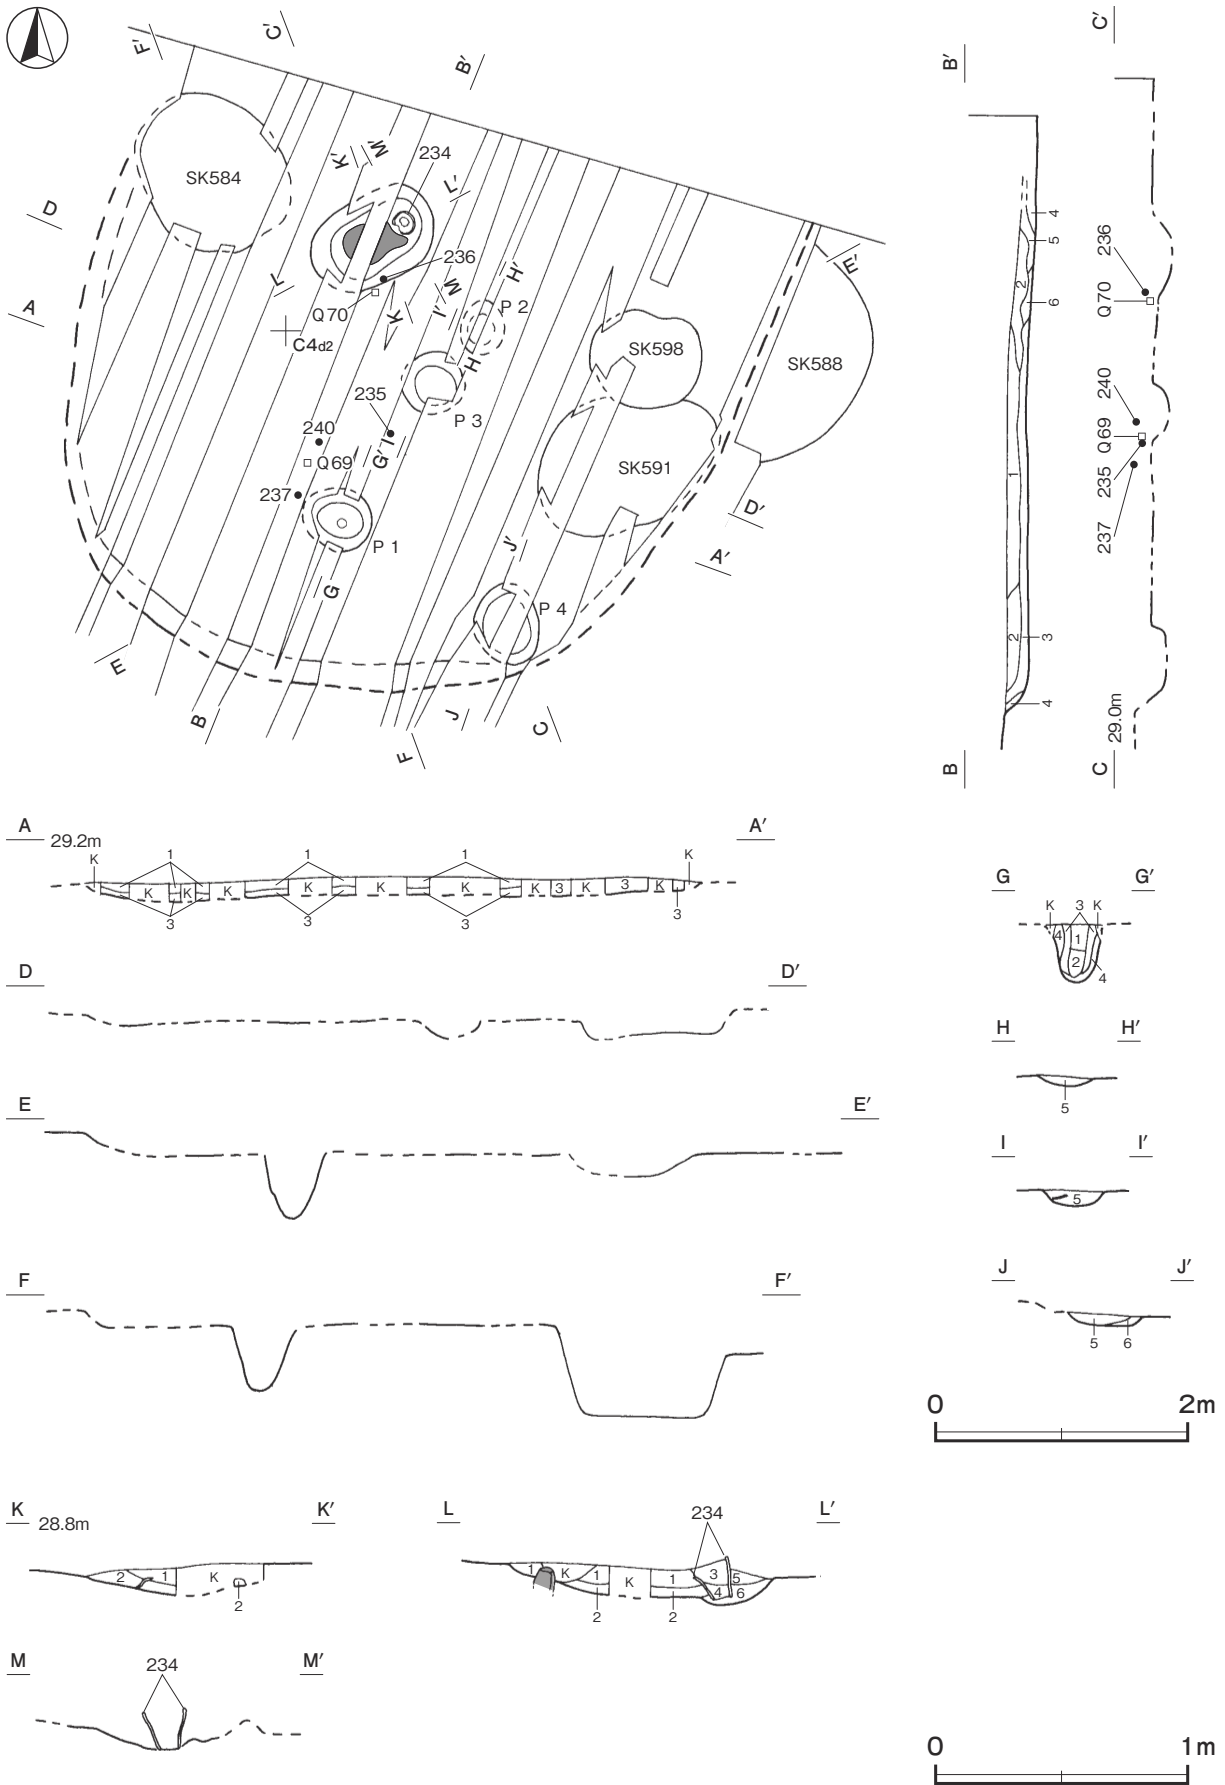 F′
C′
B′
C′
B′
SK584
K′
M′
234
L′
D
236
H′
E′
L
M
I′
P 2
A
Q70
K
C4d2
H
SK598
SK588
235
P 3
240
G′
I
Q69
SK591
237
P 1
D′
J′
A′
G
P 4
E
B
J
C
F
4
5
2
6
1
2
3
4
B
236
Q70
240
Q69
235
237
29.0m
C
A
29.2m
A′
K
1
1
1
K
K
K
K
K
K
K
K
3
K
3
K
3
3
3
3
D
D′
E
E′
F
F′
G
G′
K
3
K
4
1
2
4
H
H′
5
I
I′
5
J
J′
5
6
0
2m
K
28.8m
K′
2
1
K
2
L
L′
234
1
K
1
K
1
3
5
4
6
2
2
M
M′
234
0
1m